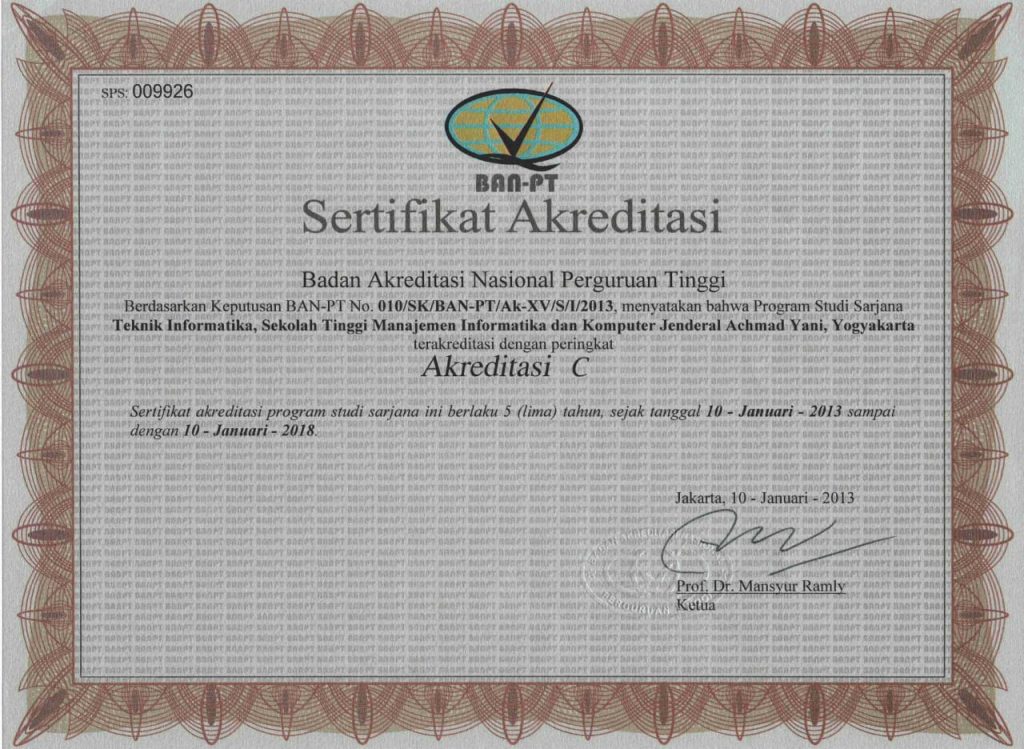 SPS: 009926
BAN-PT
Sertifikat Akreditasi
Badan Akreditasi Nasional Perguruan Tinggi
Berdasarkan Keputusan BAN-PT No. 010/SK/BAN-PT/Ak-XV/S/I/2013, menyatakan bahwa Program Studi Sarjana
Teknik Informatika, Sekolah Tinggi Manajemen Informatika dan Komputer Jenderal Achmad Yani, Yogyakarta
terakreditasi dengan peringkat
Akreditasi C
Sertifikat akreditasi program studi sarjana ini berlaku 5 (lima) tahun, sejak tanggal 10 - Januari - 2013 sampai
dengan 10 - Januari - 2018.
Jakarta, 10 - Januari - 2013
Prof. Dr. Mansyur Ramly
Ketua